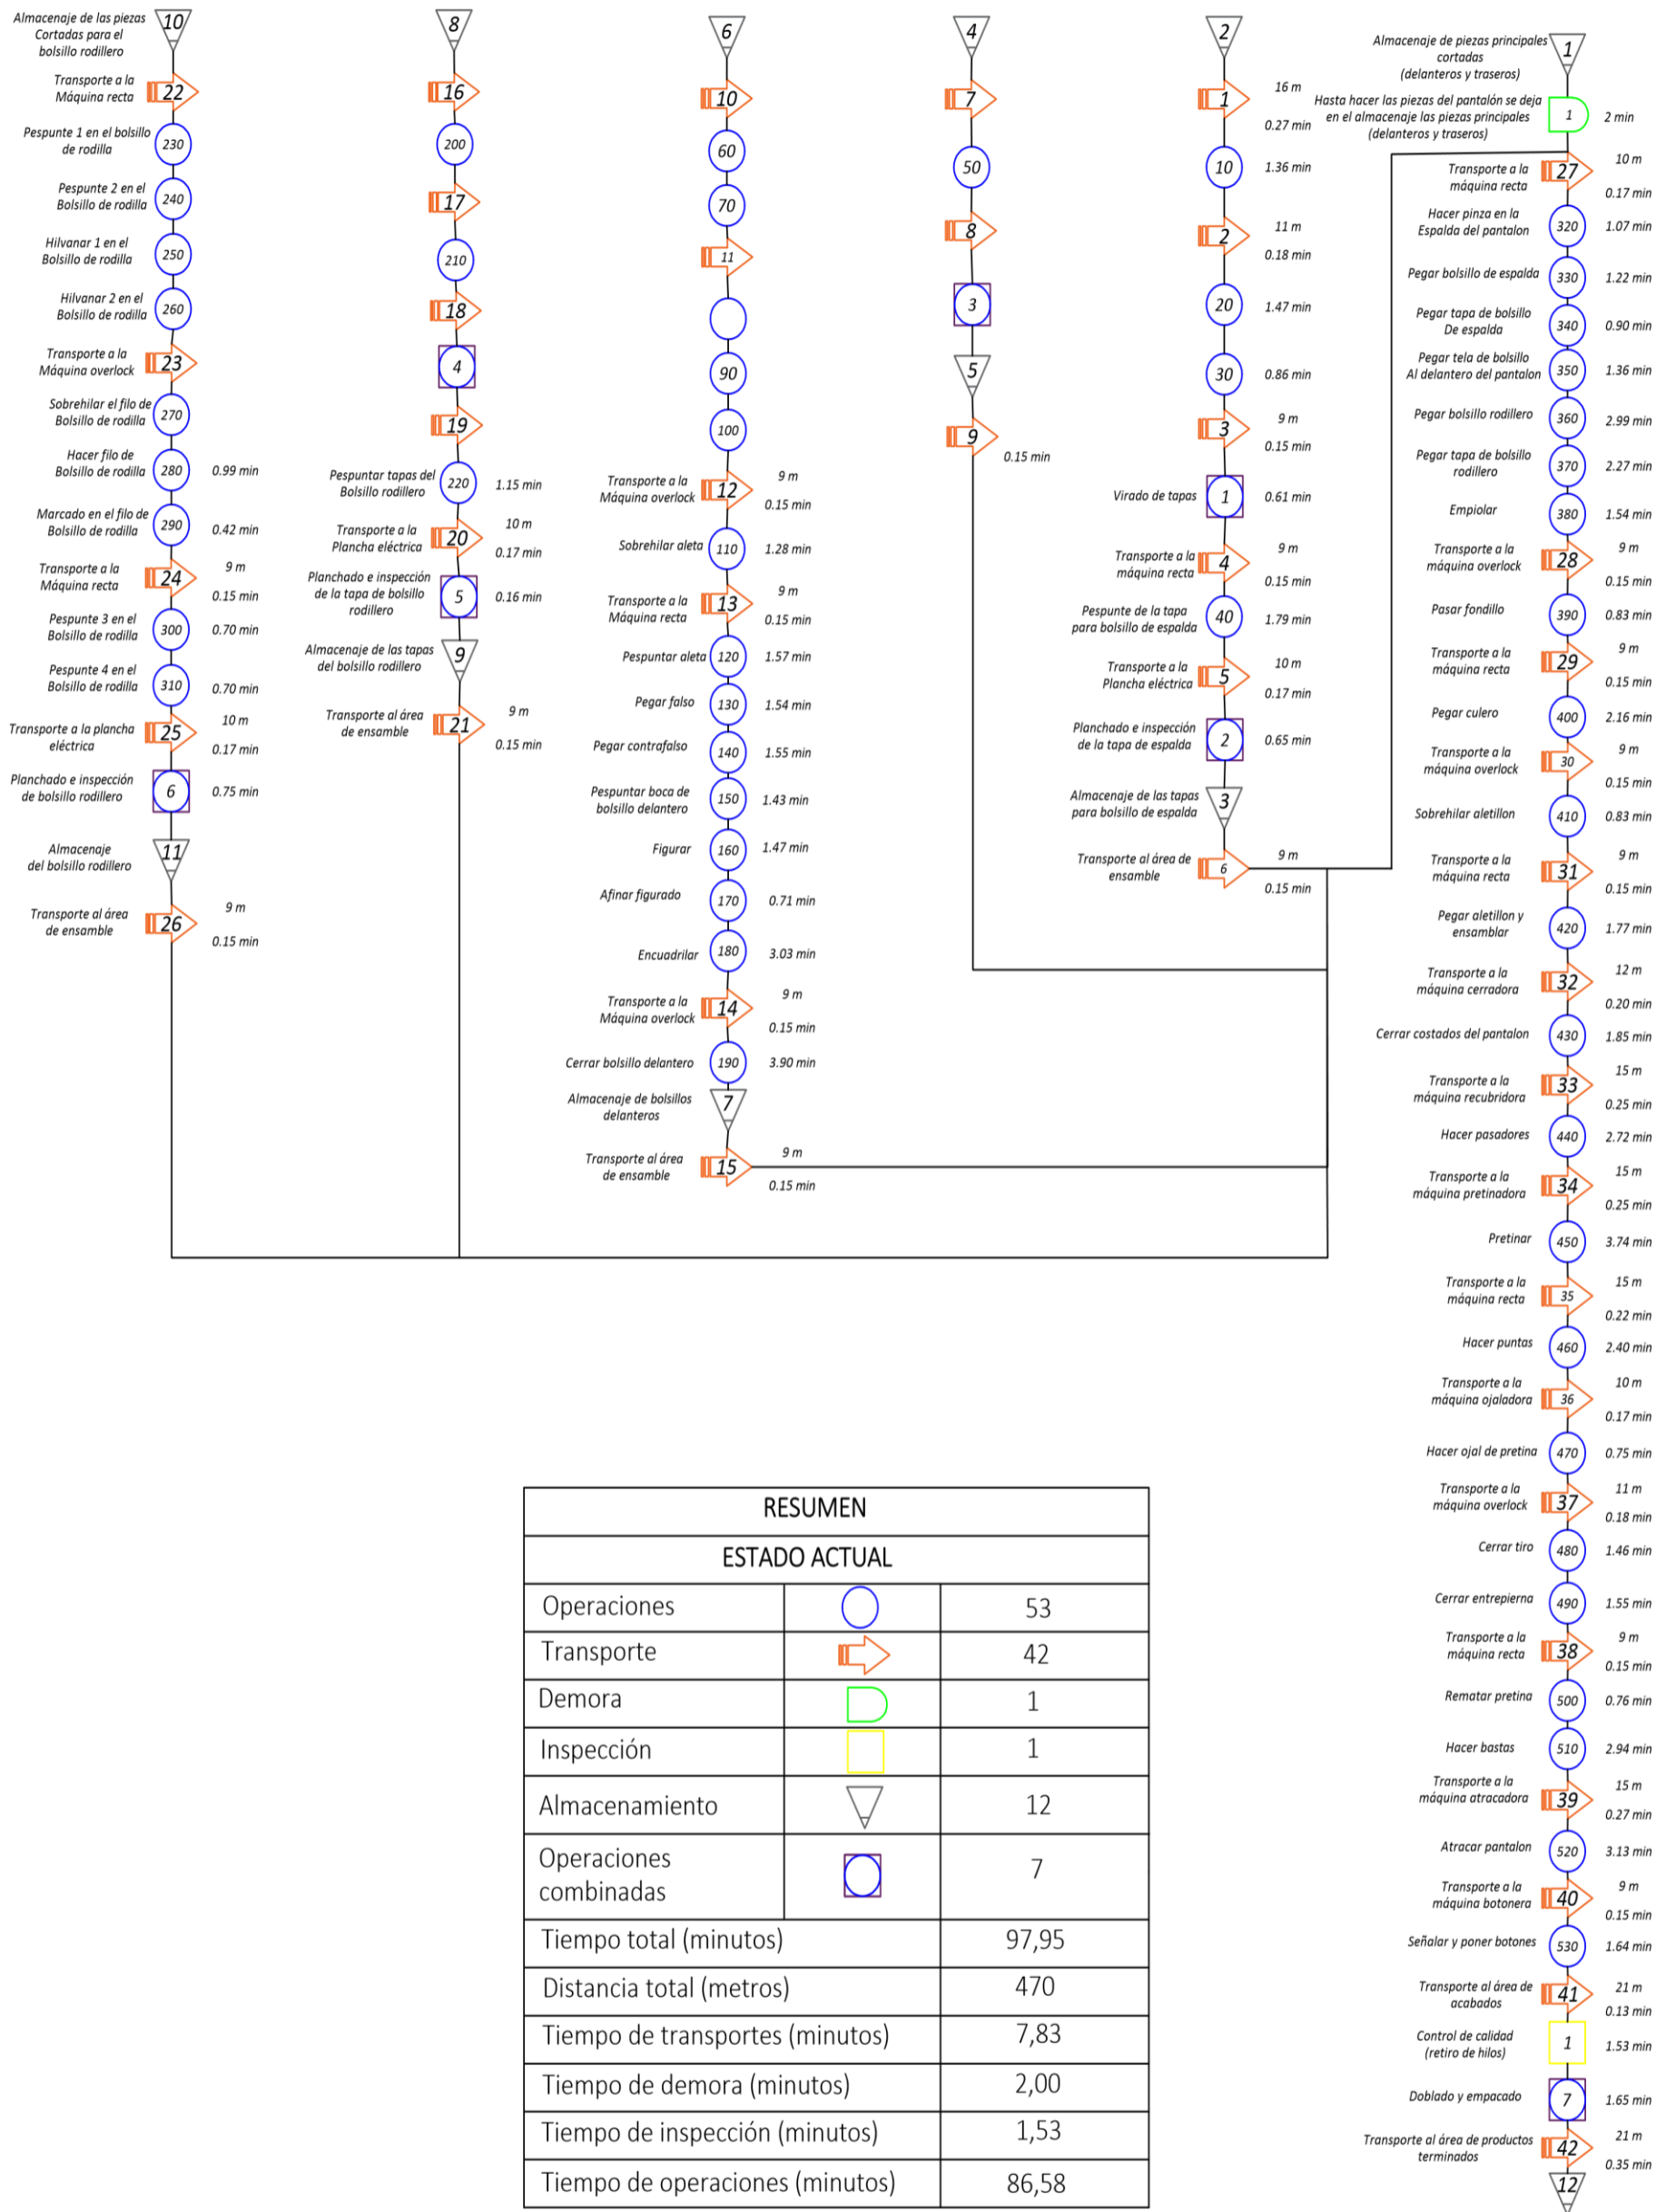 Almacenaje de las piezas
Cortadas para el
bolsillo rodillero
10
Transporte a la
Máquina recta
22
Pespunte 1 en el bolsillo
de rodilla
230
Pespunte 2 en el
Bolsillo de rodilla
240
Hilvanar 1 en el
Bolsillo de rodilla
250
Hilvanar 2 en el
Bolsillo de rodilla
260
Transporte a la
Máquina overlock
23
Sobrehilar el filo de
Bolsillo de rodilla
270
Hacer filo de
Bolsillo de rodilla
280
0.99 min
Marcado en el filo de
Bolsillo de rodilla
290
0.42 min
Transporte a la
Máquina recta
24
9 m
0.15 min
Pespunte 3 en el
Bolsillo de rodilla
300
0.70 min
Pespunte 4 en el
Bolsillo de rodilla
310
0.70 min
Transporte a la plancha
eléctrica
25
10 m
0.17 min
Planchado e inspección
de bolsillo rodillero
6
0.75 min
Almacenaje
del bolsillo rodillero
11
Transporte al área
de ensamble
26
9 m
0.15 min
8
16
200
17
210
18
4
19
Pespuntar tapas del
Bolsillo rodillero
220
1.15 min
Transporte a la
Plancha eléctrica
20
10 m
0.17 min
Planchado e inspección
de la tapa de bolsillo
rodillero
5
0.16 min
Almacenaje de las tapas
del bolsillo rodillero
9
Transporte al área
de ensamble
21
9 m
0.15 min
6
10
60
70
11
90
100
Transporte a la
Máquina overlock
12
9 m
0.15 min
Sobrehilar aleta
110
1.28 min
Transporte a la
Máquina recta
13
9 m
0.15 min
Pespuntar aleta
120
1.57 min
Pegar falso
130
1.54 min
Pegar contrafalso
140
1.55 min
Pespuntar boca de
bolsillo delantero
150
1.43 min
Figurar
160
1.47 min
Afinar figurado
170
0.71 min
Encuadrilar
180
3.03 min
Transporte a la
Máquina overlock
14
9 m
0.15 min
Cerrar bolsillo delantero
190
3.90 min
Almacenaje de bolsillos
delanteros
7
Transporte al área
de ensamble
15
9 m
0.15 min
4
7
50
8
3
5
9
0.15 min
2
1
16 m
0.27 min
10
1.36 min
2
11 m
0.18 min
20
1.47 min
30
0.86 min
3
9 m
0.15 min
Virado de tapas
1
0.61 min
Transporte a la
máquina recta
4
9 m
0.15 min
Pespunte de la tapa
para bolsillo de espalda
40
1.79 min
Transporte a la
Plancha eléctrica
5
10 m
0.17 min
Planchado e inspección
de la tapa de espalda
2
0.65 min
Almacenaje de las tapas
para bolsillo de espalda
3
Transporte al área de
ensamble
6
9 m
0.15 min
Almacenaje de piezas principales
cortadas
(delanteros y traseros)
1
Hasta hacer las piezas del pantalón se deja
en el almacenaje las piezas principales
(delanteros y traseros)
1
2 min
Transporte a la
máquina recta
27
10 m
0.17 min
Hacer pinza en la
Espalda del pantalon
320
1.07 min
Pegar bolsillo de espalda
330
1.22 min
Pegar tapa de bolsillo
De espalda
340
0.90 min
Pegar tela de bolsillo
Al delantero del pantalon
350
1.36 min
Pegar bolsillo rodillero
360
2.99 min
Pegar tapa de bolsillo
rodillero
370
2.27 min
Empiolar
380
1.54 min
Transporte a la
máquina overlock
28
9 m
0.15 min
Pasar fondillo
390
0.83 min
Transporte a la
máquina recta
29
9 m
0.15 min
Pegar culero
400
2.16 min
Transporte a la
máquina overlock
30
9 m
0.15 min
Sobrehilar aletillon
410
0.83 min
Transporte a la
máquina recta
31
9 m
0.15 min
Pegar aletillon y
ensamblar
420
1.77 min
Transporte a la
máquina cerradora
32
12 m
0.20 min
Cerrar costados del pantalon
430
1.85 min
Transporte a la
máquina recubridora
33
15 m
0.25 min
Hacer pasadores
440
2.72 min
Transporte a la
máquina pretinadora
34
15 m
0.25 min
Pretinar
450
3.74 min
Transporte a la
máquina recta
35
15 m
0.22 min
Hacer puntas
460
2.40 min
Transporte a la
máquina ojaladora
36
10 m
0.17 min
Hacer ojal de pretina
470
0.75 min
Transporte a la
máquina overlock
37
11 m
0.18 min
Cerrar tiro
480
1.46 min
Cerrar entrepierna
490
1.55 min
Transporte a la
máquina recta
38
9 m
0.15 min
Rematar pretina
500
0.76 min
Hacer bastas
510
2.94 min
Transporte a la
máquina atracadora
39
15 m
0.27 min
Atracar pantalon
520
3.13 min
Transporte a la
máquina botonera
40
9 m
0.15 min
Señalar y poner botones
530
1.64 min
Transporte al área de
acabados
41
21 m
0.13 min
Control de calidad
(retiro de hilos)
1
1.53 min
Doblado y empacado
7
1.65 min
Transporte al área de productos
terminados
42
21 m
0.35 min
12
RESUMEN
ESTADO ACTUAL
Operaciones 53
Transporte 42
Demora 1
Inspección 1
Almacenamiento 12
Operaciones
combinadas
7
Tiempo total (minutos) 97,95
Distancia total (metros) 470
Tiempo de transportes (minutos) 7,83
Tiempo de demora (minutos) 2,00
Tiempo de inspección (minutos) 1,53
Tiempo de operaciones (minutos) 86,58